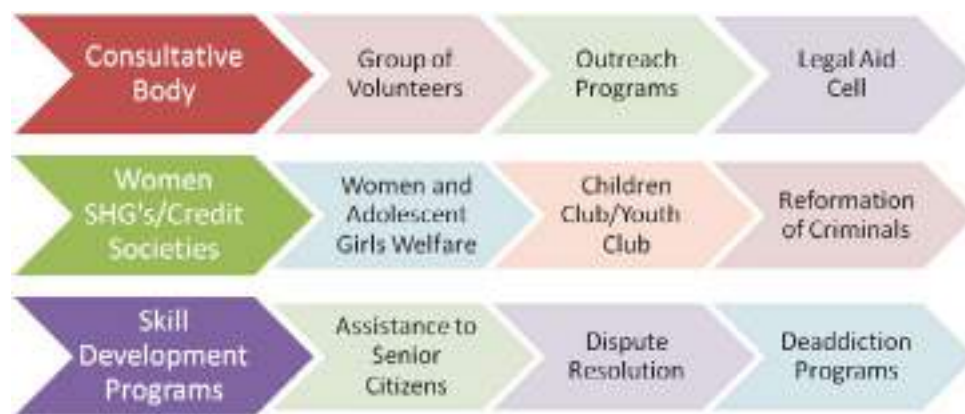 Consultative
Body
Group of
Volunteers
Outreach
Programs
Legal Aid
Cell
Women
SHG's/Credit
Societies
Women and
Adolescent
Girls Welfare
Children
Club/Youth
Club
Reformation
of Criminals
Skill
Development
Programs
Assistance to
Senior
Citizens
Dispute
Resolution
Deaddiction
Programs